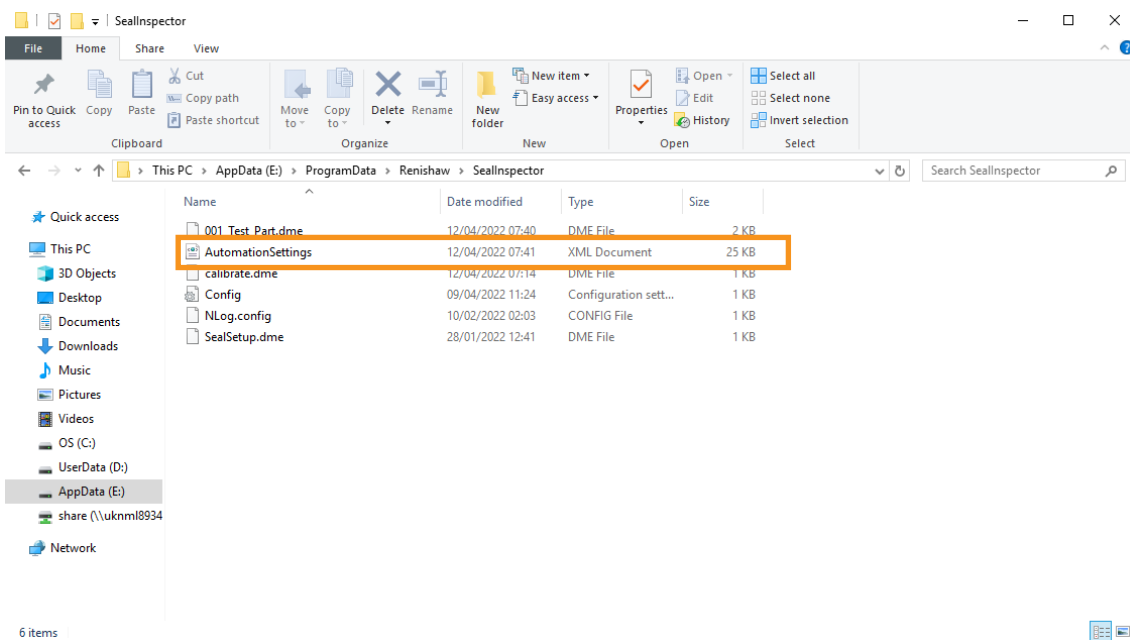 SealInspector
File Home Share View
Pin to Quick access
Copy
Paste
Cut
Copy path
Paste shortcut
Clipboard
Move to
Copy to
Delete
Rename
Organize
New folder
New item
Easy access
New
Properties
Open
Edit
History
Open
Select all
Select none
Invert selection
Select
This PC > AppData (E:) > ProgramData > Renishaw > SealInspector
Search SealInspector
Quick access
This PC
3D Objects
Desktop
Documents
Downloads
Music
Pictures
Videos
OS (C:)
UserData (D:)
AppData (E:)
share (\\uknml8934
Network
Name Date modified Type Size
001_Test_Part.dme 12/04/2022 07:40 DME File 2 KB
AutomationSettings 12/04/2022 07:41 XML Document 25 KB
calibrate.dme 12/04/2022 07:14 DME File 1 KB
Config 09/04/2022 11:24 Configuration sett... 1 KB
NLog.config 10/02/2022 02:03 CONFIG File 1 KB
SealSetup.dme 28/01/2022 12:41 DME File 1 KB
6 items